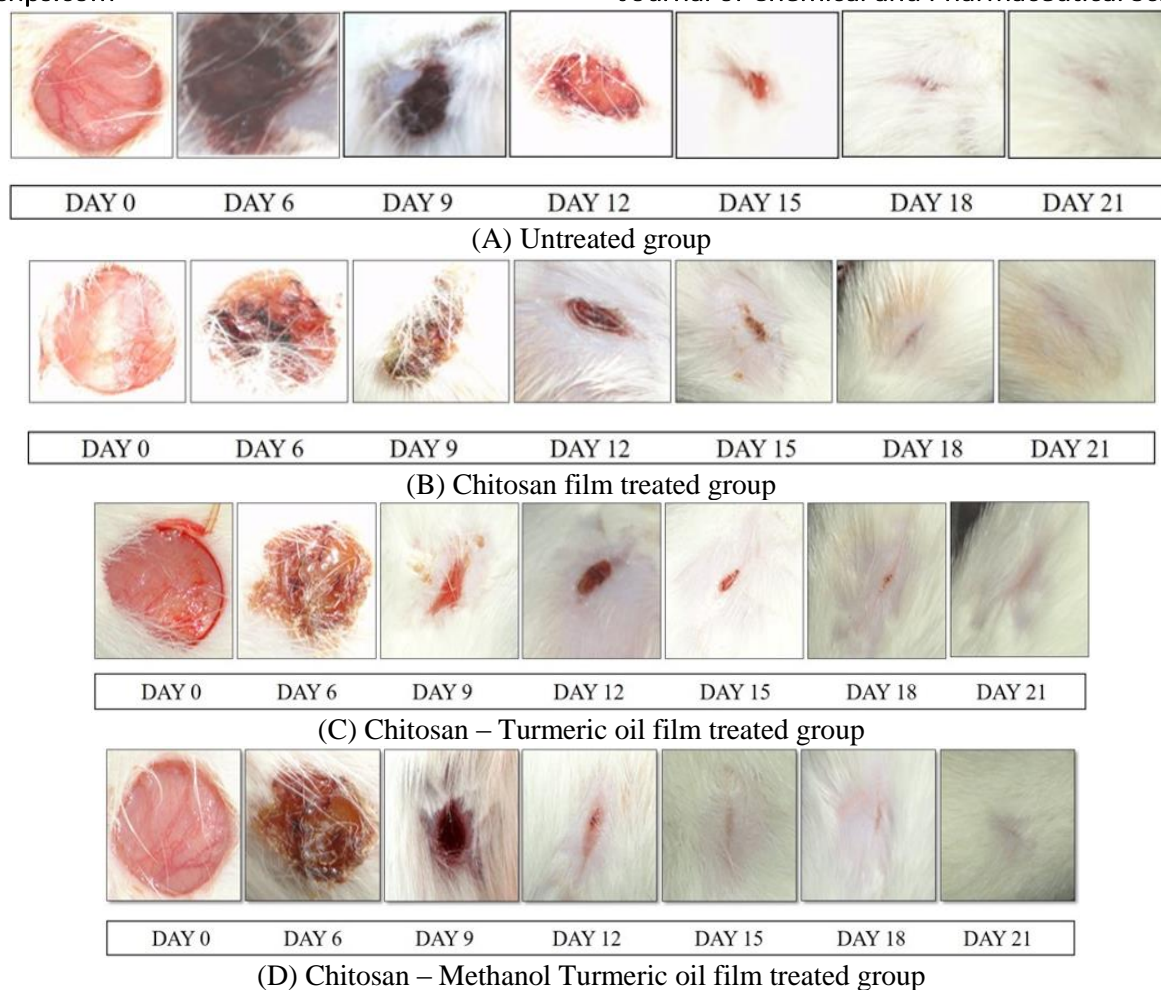 DAY 0 DAY 6 DAY 9 DAY 12 DAY 15 DAY 18 DAY 21
(A) Untreated group
DAY 0 DAY 6 DAY 9 DAY 12 DAY 15 DAY 18 DAY 21
(B) Chitosan film treated group
DAY 0 DAY 6 DAY 9 DAY 12 DAY 15 DAY 18 DAY 21
(C) Chitosan – Turmeric oil film treated group
DAY 0 DAY 6 DAY 9 DAY 12 DAY 15 DAY 18 DAY 21
(D) Chitosan – Methanol Turmeric oil film treated group